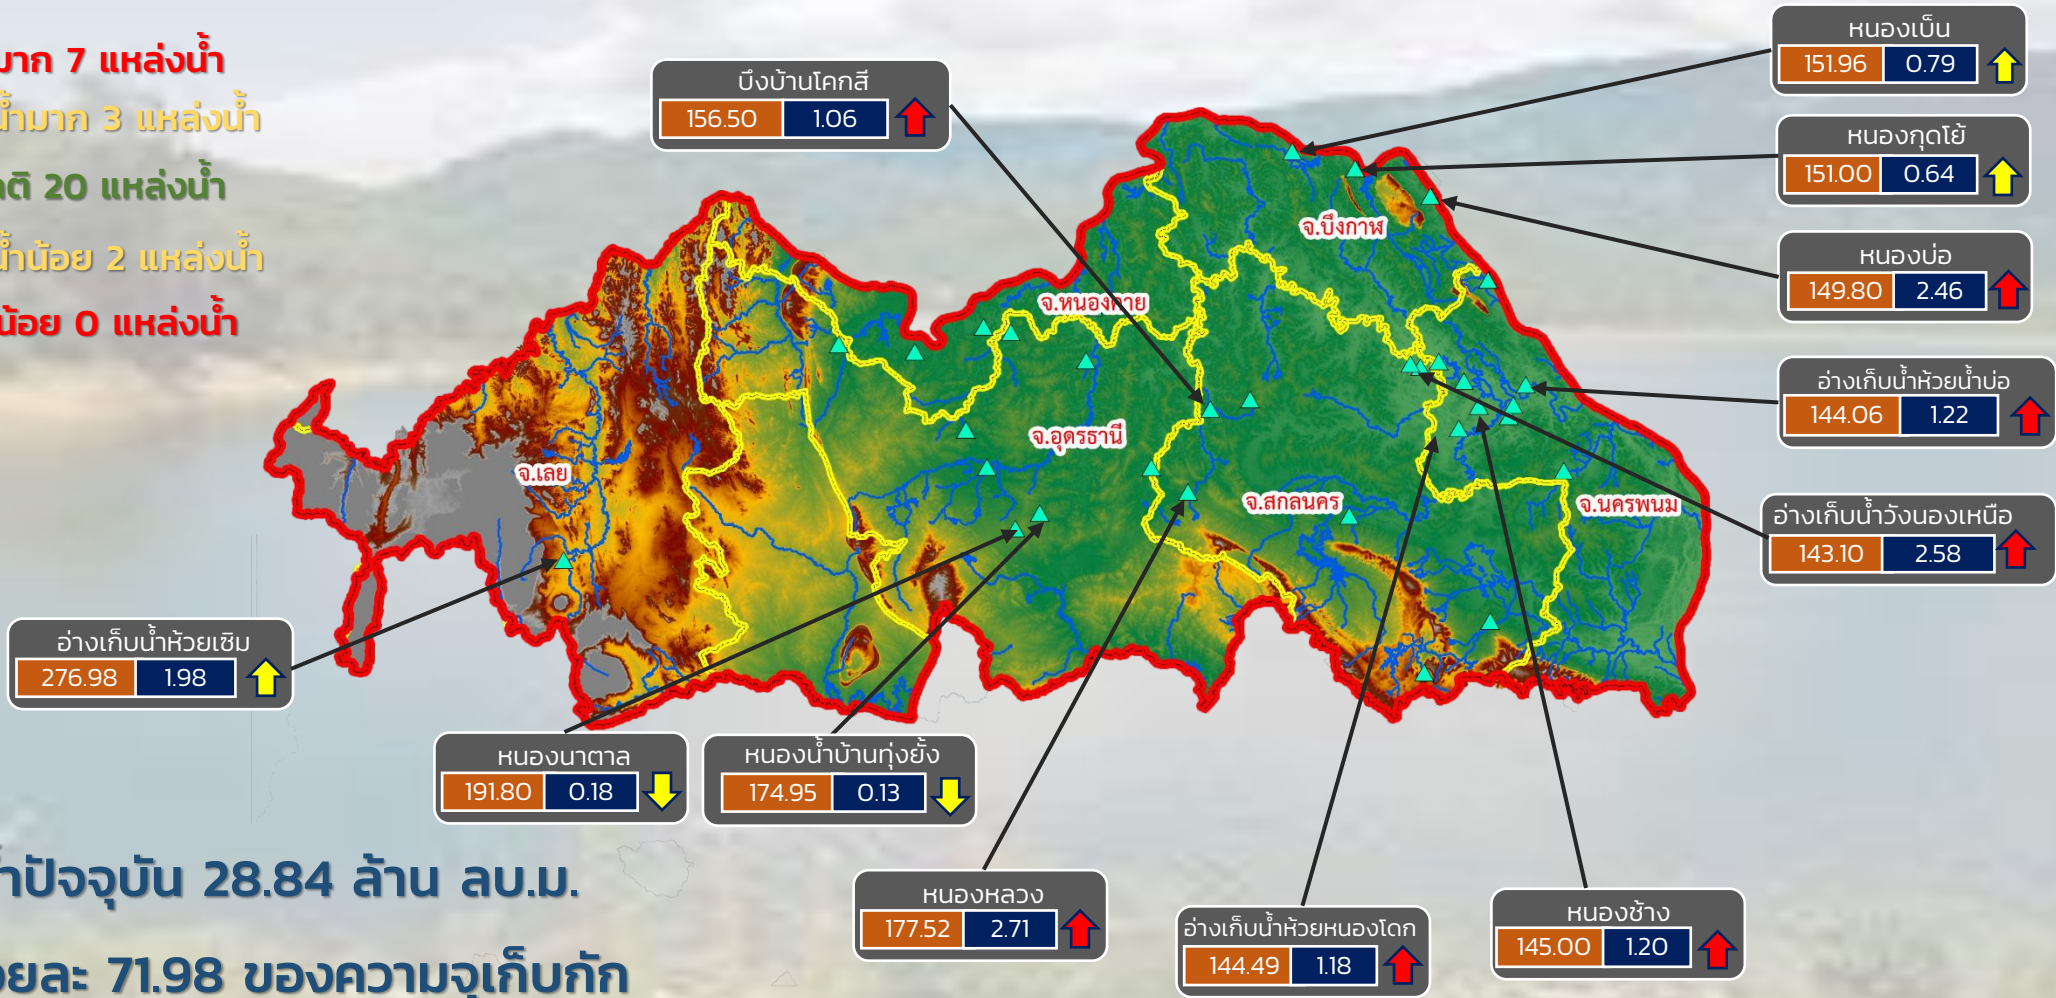 มาก 7 แหล่งน้ำ
น้ำมาก 3 แหล่งน้ำ
20 แหล่งน้ำ
น้ำน้อย 2 แหล่งน้ำ
น้อย 0 แหล่งน้ำ
บึงบ้านโคกสี
156.50 1.06
หนองเบ็น
151.96 0.79
หนองกุดโย้
151.00 0.64
หนองบ่อ
149.80 2.46
อ่างเก็บน้ำห้วยน้ำบ่อ
144.06 1.22
อ่างเก็บน้ำวังนองเหนือ
143.10 2.58
จ.บึงกาฬ
จ.หนองคาย
จ.อุดรธานี
จ.เลย
จ.สกลนคร
จ.นครพนม
อ่างเก็บน้ำห้วยเซิม
276.98 1.98
หนองนาตาล
191.80 0.18
หนองน้ำบ้านทุ่งยั้ง
174.95 0.13
หนองหลวง
177.52 2.71
อ่างเก็บน้ำห้วยหนองโดก
144.49 1.18
หนองช้าง
145.00 1.20
ปัจจุบัน 28.84 ล้าน ลบ.ม.
ยละ 71.98 ของความจุเก็บกัก